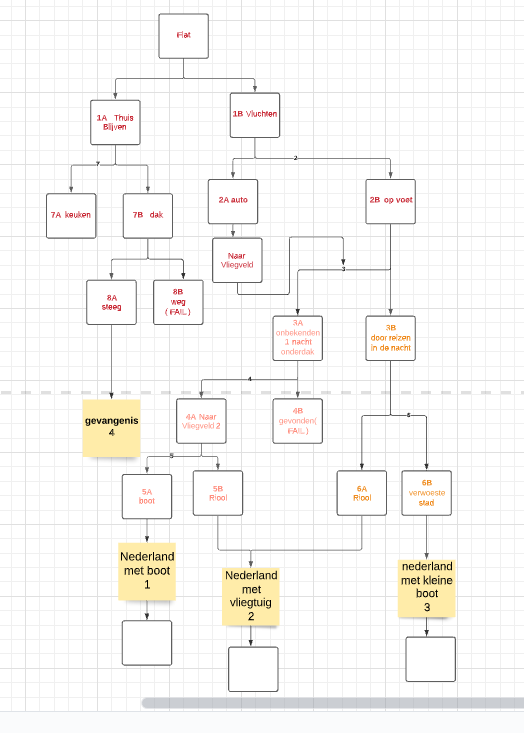 Flat
1A Thuis
Blijven
1B Vluchten
7
2
7A keuken
7B dak
2A auto
2B op voet
Naar
Vliegveld
3
8A
steeg
8B
weg
( FAIL )
3A
onbekenden
1 nacht
onderdak
3B
door reizen
in de nacht
4
gevangenis
4
4A Naar
Vliegveld 2
4B
gevonden(
FAIL )
6
5
5A
boot
5B
Riool
6A
Riool
6B
verwoeste
stad
Nederland
met boot
1
Nederland
met
vliegtuig
2
nederland
met kleine
boot
3